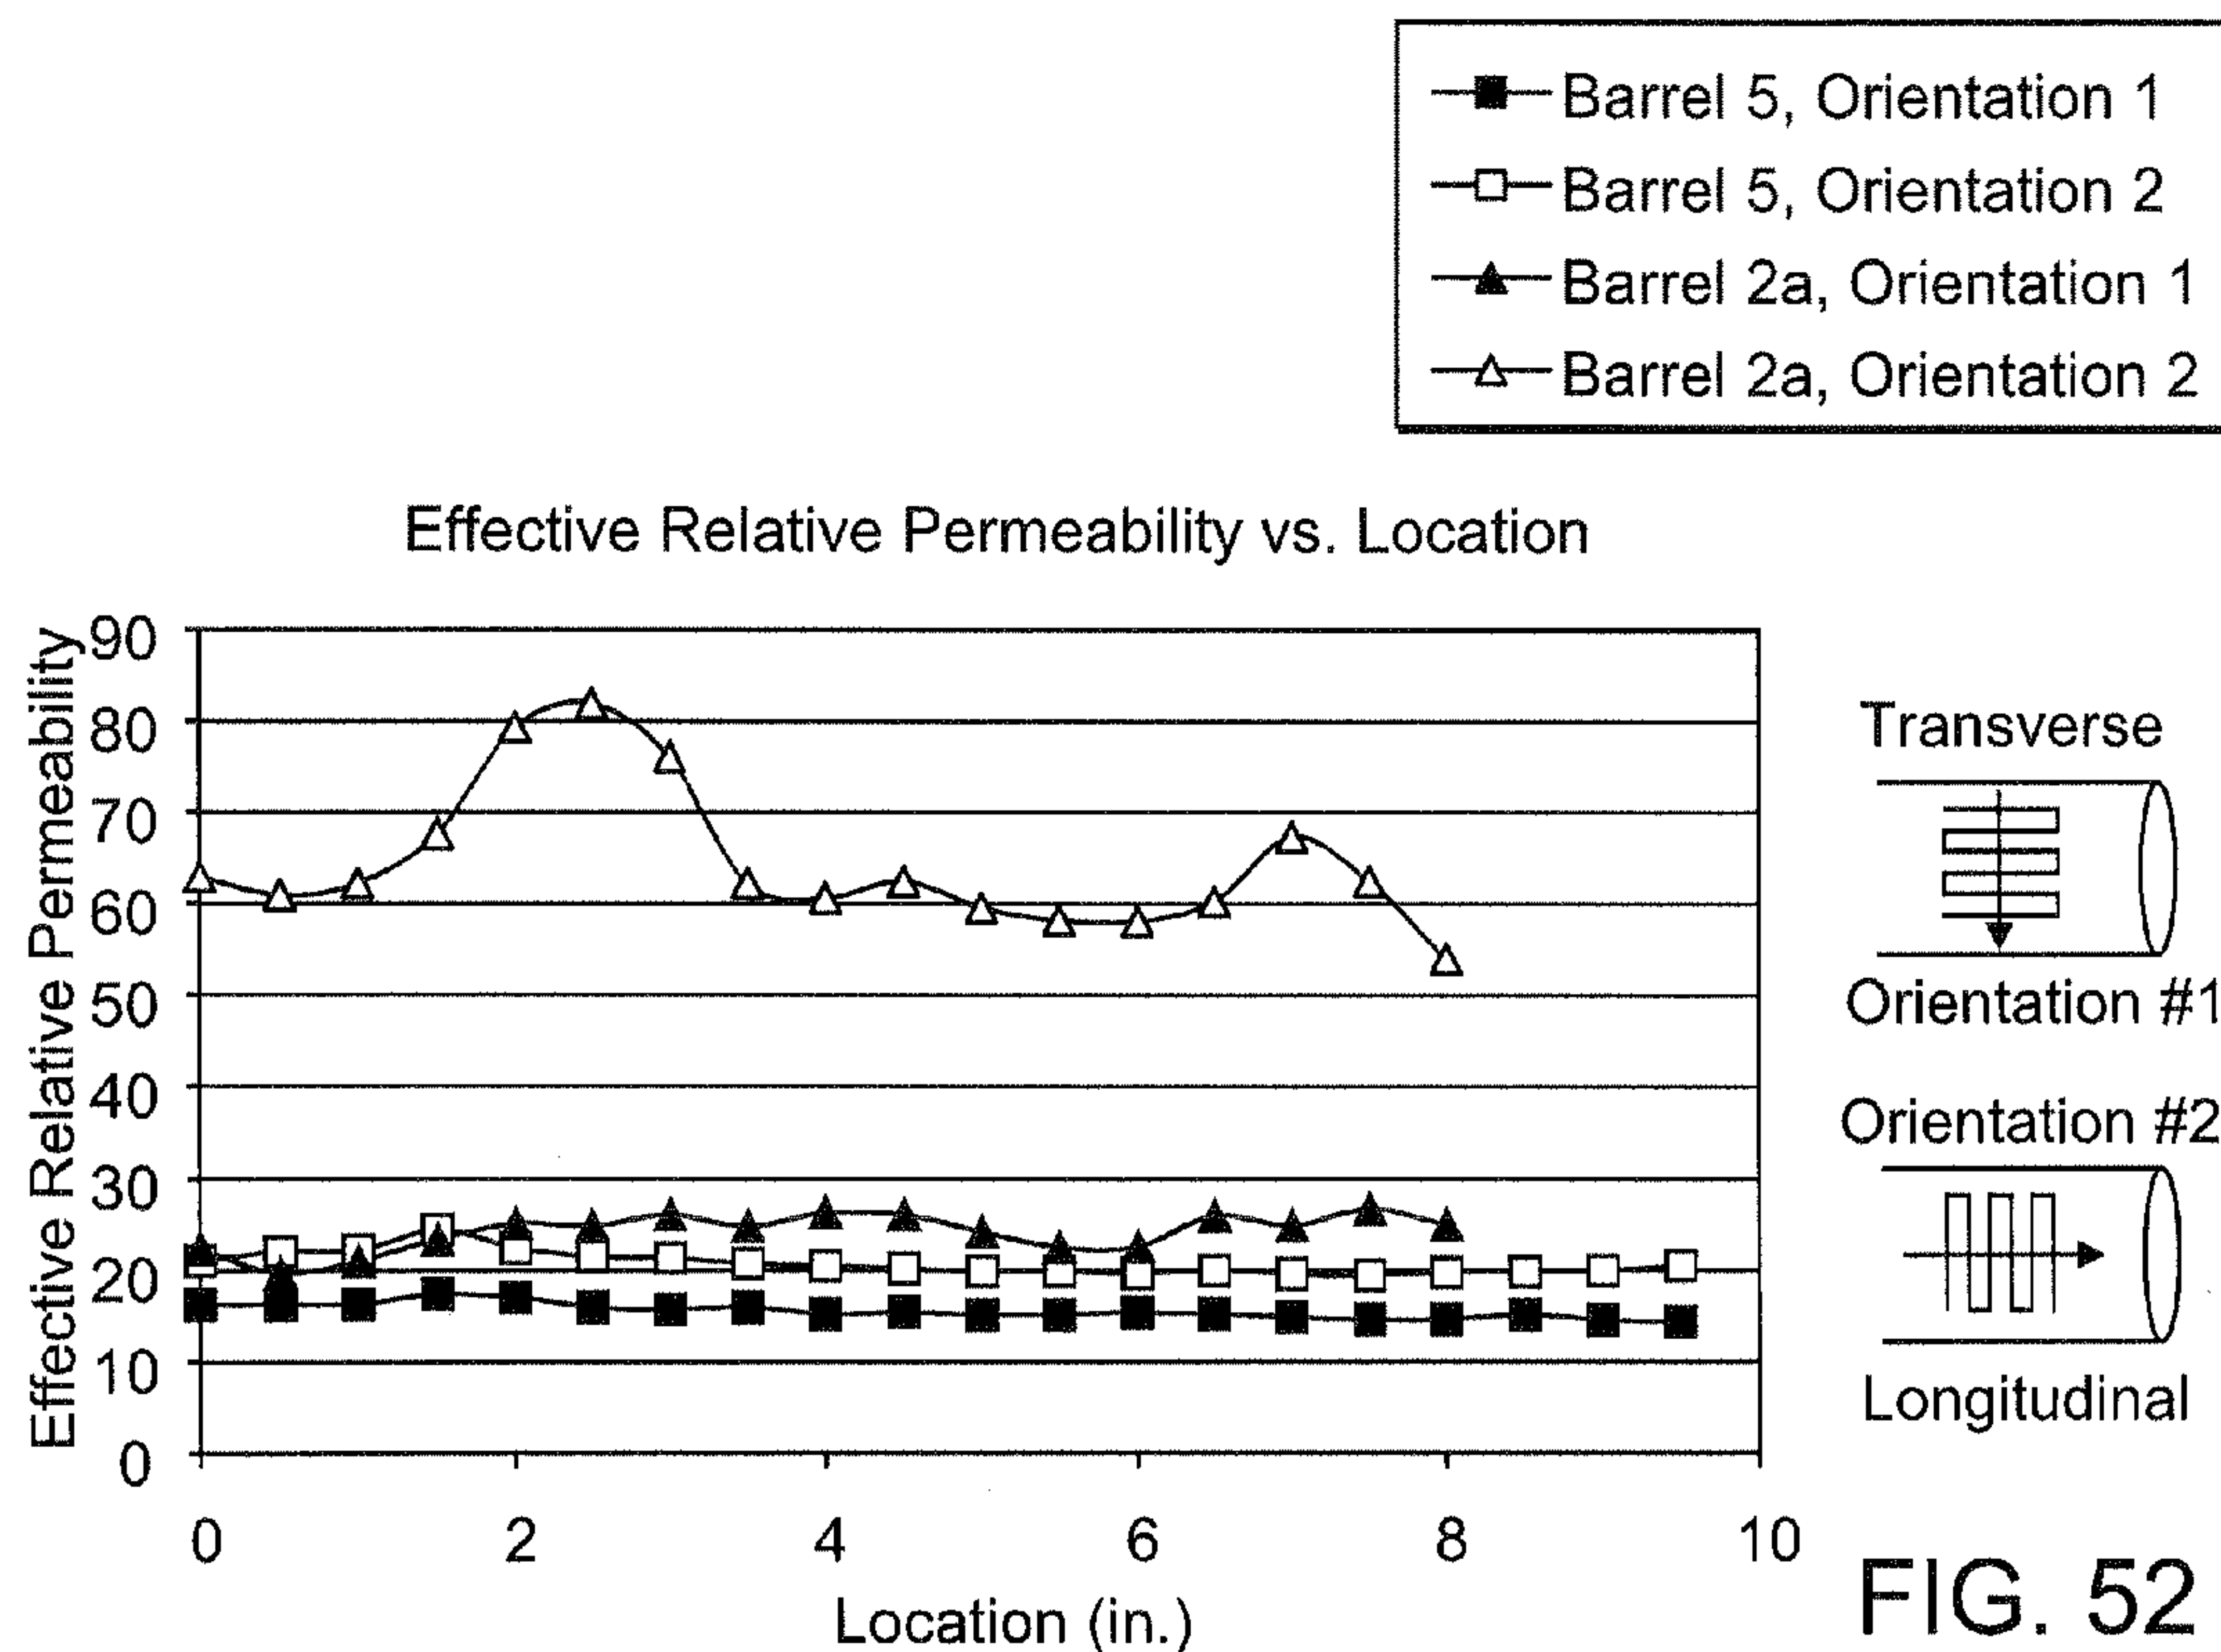 Barrel 5, Orientation 1
Barrel 5, Orientation 2
Barrel 2a, Orientation 1
Barrel 2a, Orientation 2
Effective Relative Permeability vs. Location
Effective Relative Permeability
90
80
70
60
50
40
30
20
10
0
0 2 4 6 8 10
Location (in.)
Transverse
Orientation #1
Orientation #2
Longitudinal
FIG. 52